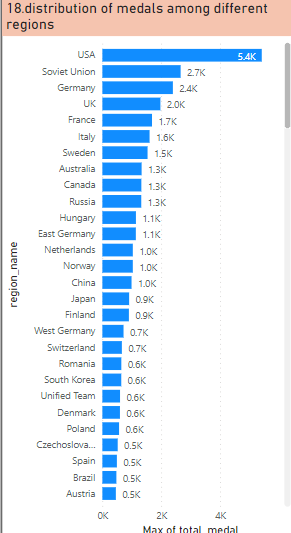 18.distribution of medals among different
regions
USA 5.4K
Soviet Union 2.7K
Germany 2.4K
UK 2.0K
France 1.7K
Italy 1.6K
Sweden 1.5K
Australia 1.3K
Canada 1.3K
Russia 1.3K
Hungary 1.1K
East Germany 1.1K
Netherlands 1.0K
Norway 1.0K
China 1.0K
Japan 0.9K
Finland 0.9K
West Germany 0.7K
Switzerland 0.7K
Romania 0.6K
South Korea 0.6K
Unified Team 0.6K
Denmark 0.6K
Poland 0.6K
Czechoslova... 0.5K
Spain 0.5K
Brazil 0.5K
Austria 0.5K
region_name
0K 2K 4K
Max of total_medal